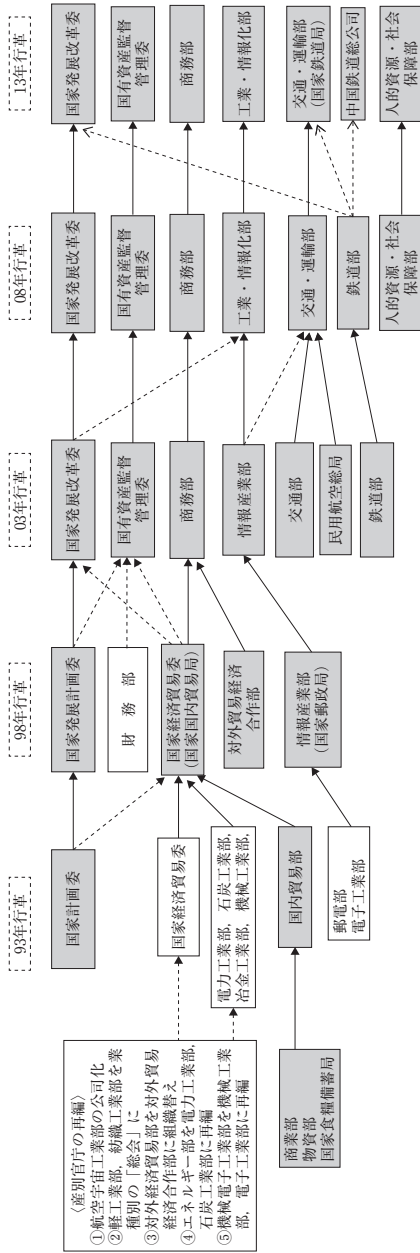 93年行革
98年行革
03年行革
08年行革
13年行革
〈産別官庁の再編〉
①航空宇宙工業部の公司化
②軽工業部，紡織工業部を業
種別の「総会」に
③対外経済貿易部を対外貿易
経済合作部に組織替え
④エネルギー部を電力工業部，
石炭工業部に再編
⑤機械電子工業部を機械工業
部，電子工業部に再編
商業部
物資部
国家食糧備蓄局
国家計画委
国家経済貿易委
電力工業部，石炭工業部，
冶金工業部，機械工業部
国内貿易部
郵電部
電子工業部
国家発展計画委
財務部
国家経済貿易委
(国家国内貿易局)
対外貿易経済
合作部
情報産業部
(国家郵政局)
国家発展改革委
国有資産監督
管理委
商務部
情報産業部
交通部
民用航空総局
鉄道部
国家発展改革委
国有資産監督
管理委
商務部
工業・情報化部
交通・運輸部
鉄道部
人的資源・社会
保障部
国家発展改革委
国有資産監督
管理委
商務部
工業・情報化部
交通・運輸部
(国家鉄道局)
中国鉄道総公司
人的資源・社会
保障部